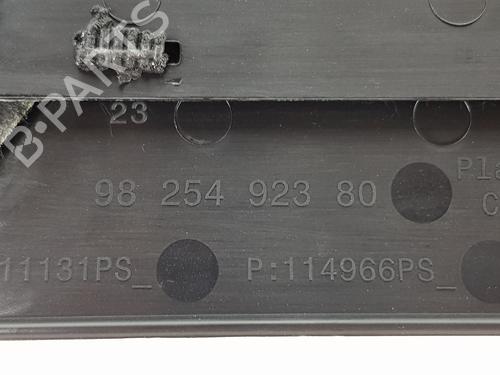 B-PARTS
23
98 254 923 80
Pla
C
11131PS_ P:114966PS_